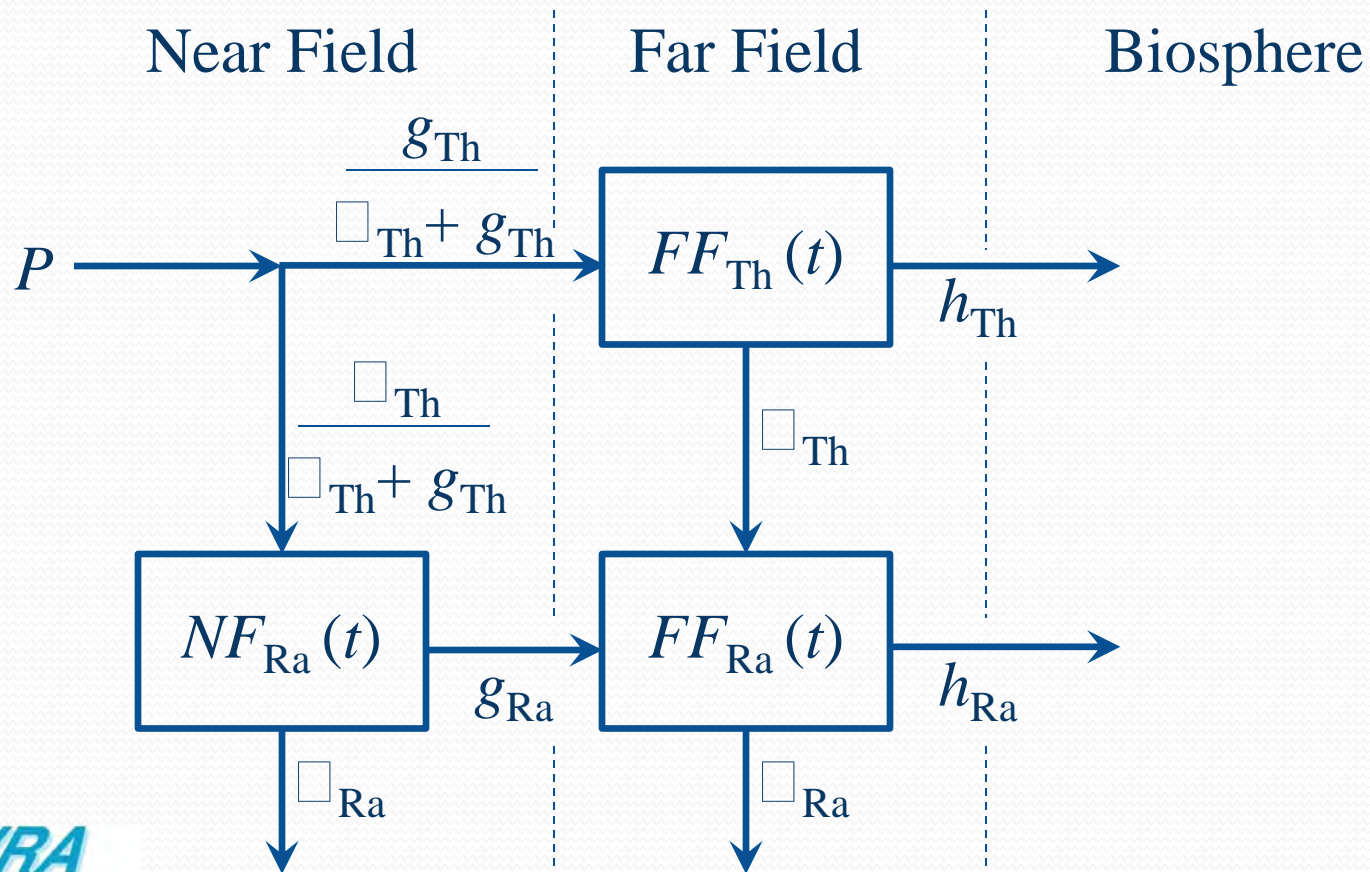 Near Field Far Field Biosphere
g_Th
□_Th + g_Th
P
FF_Th (t)
h_Th
□_Th
□_Th + g_Th
□_Th
NF_Ra (t)
g_Ra
FF_Ra (t)
h_Ra
□_Ra
□_Ra